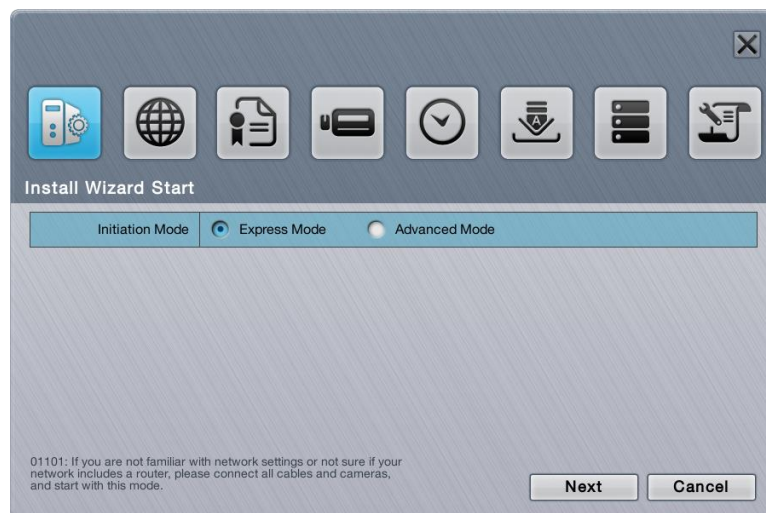 Install Wizard Start
Initiation Mode Express Mode Advanced Mode
01101: If you are not familiar with network settings or not sure if your
network includes a router, please connect all cables and cameras,
and start with this mode.
Next Cancel